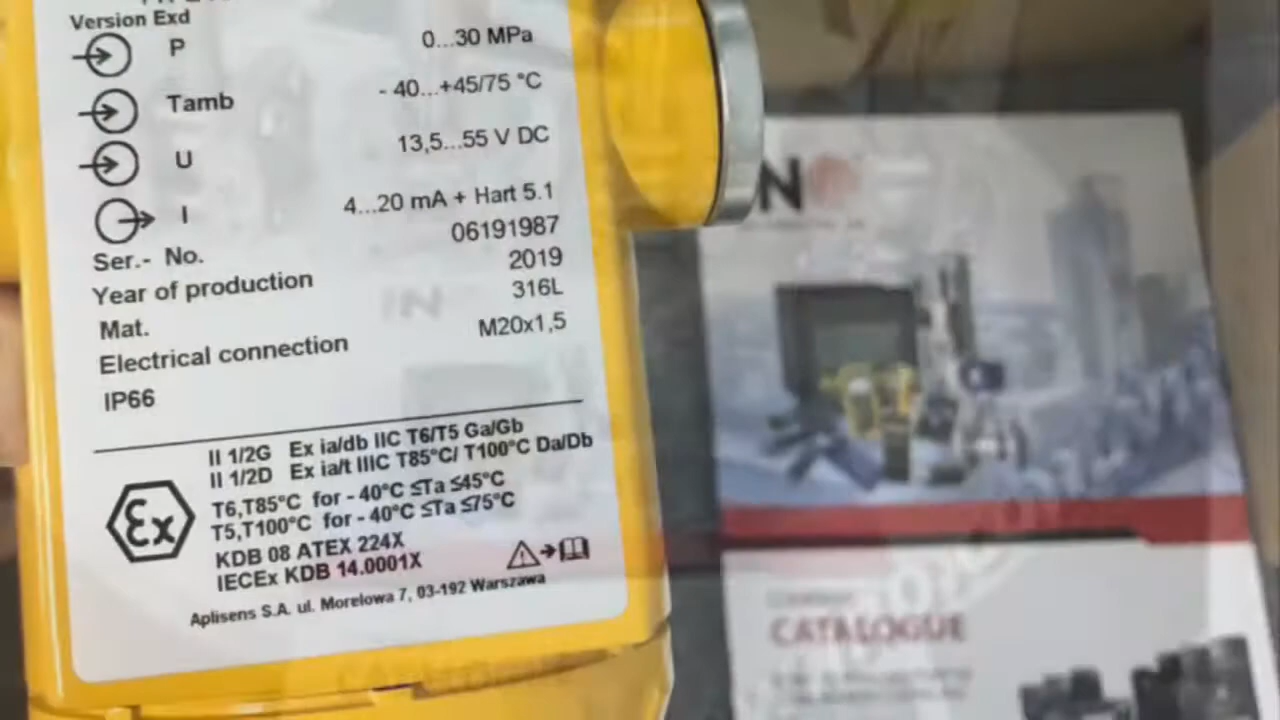 Version Exd
P 0...30 MPa
Tamb - 40...+45/75 °C
U 13,5...55 V DC
I 4...20 mA + Hart 5.1
Ser.- No. 06191987
Year of production 2019
Mat. 316L
Electrical connection M20x1,5
IP66
II 1/2G Ex ia/db IIC T6/T5 Ga/Gb
II 1/2D Ex ia/t IIIC T85°C/ T100°C Da/Db
T6,T85°C for - 40°C ≤Ta ≤45°C
T5,T100°C for - 40°C ≤Ta ≤75°C
KDB 08 ATEX 224X
IECEx KDB 14.0001X
Aplisens S.A. ul. Morelowa 7, 03-192 Warszawa
Ex
CATALOGUE